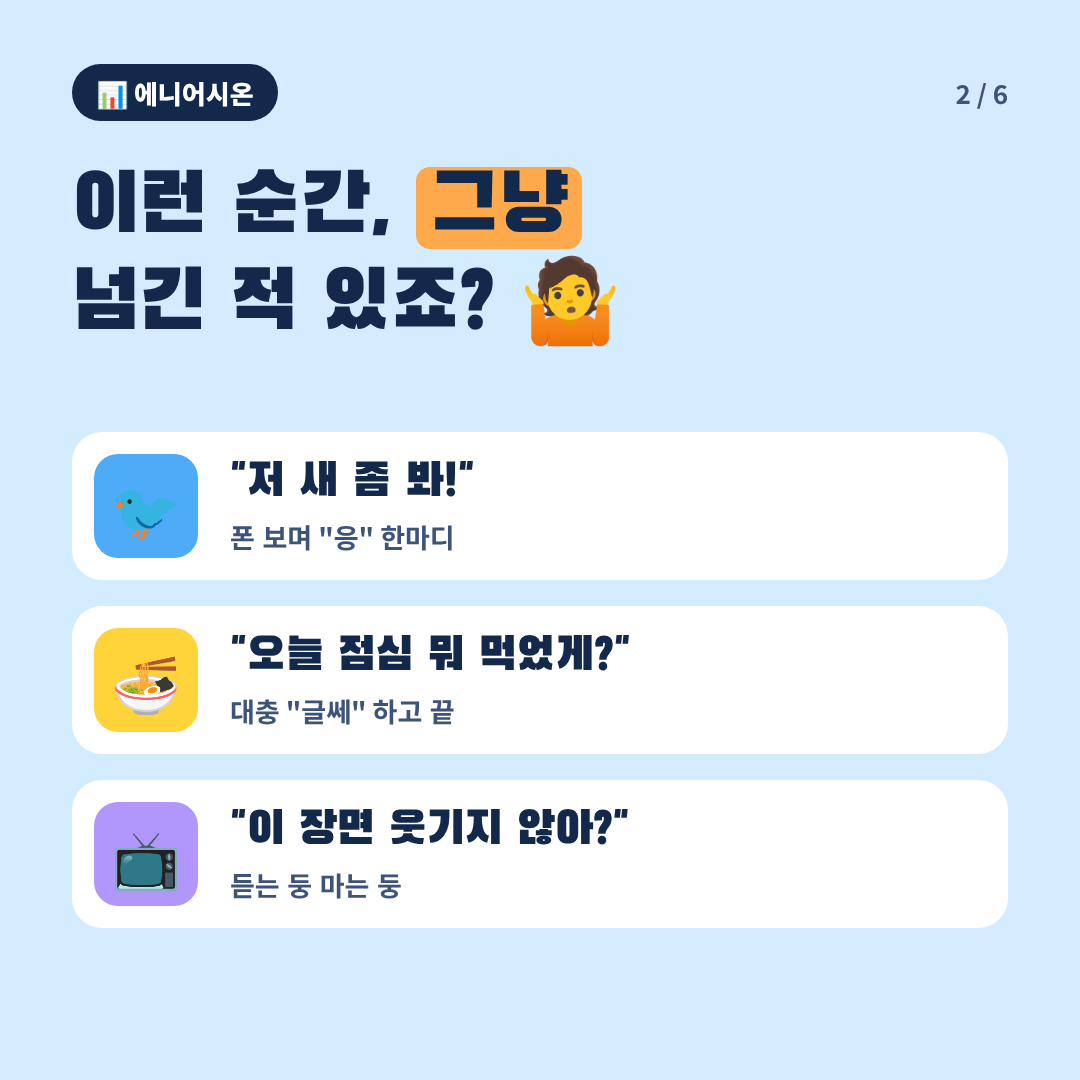 📊 에니어시온
2 / 6
이런 순간, 그냥
넘긴 적 있죠? 🤷
"저 새 좀 봐!"
폰 보며 "응" 한마디
"오늘 점심 뭐 먹었게?"
대충 "글쎄" 하고 끝
"이 장면 웃기지 않아?"
듣는 둥 마는 둥